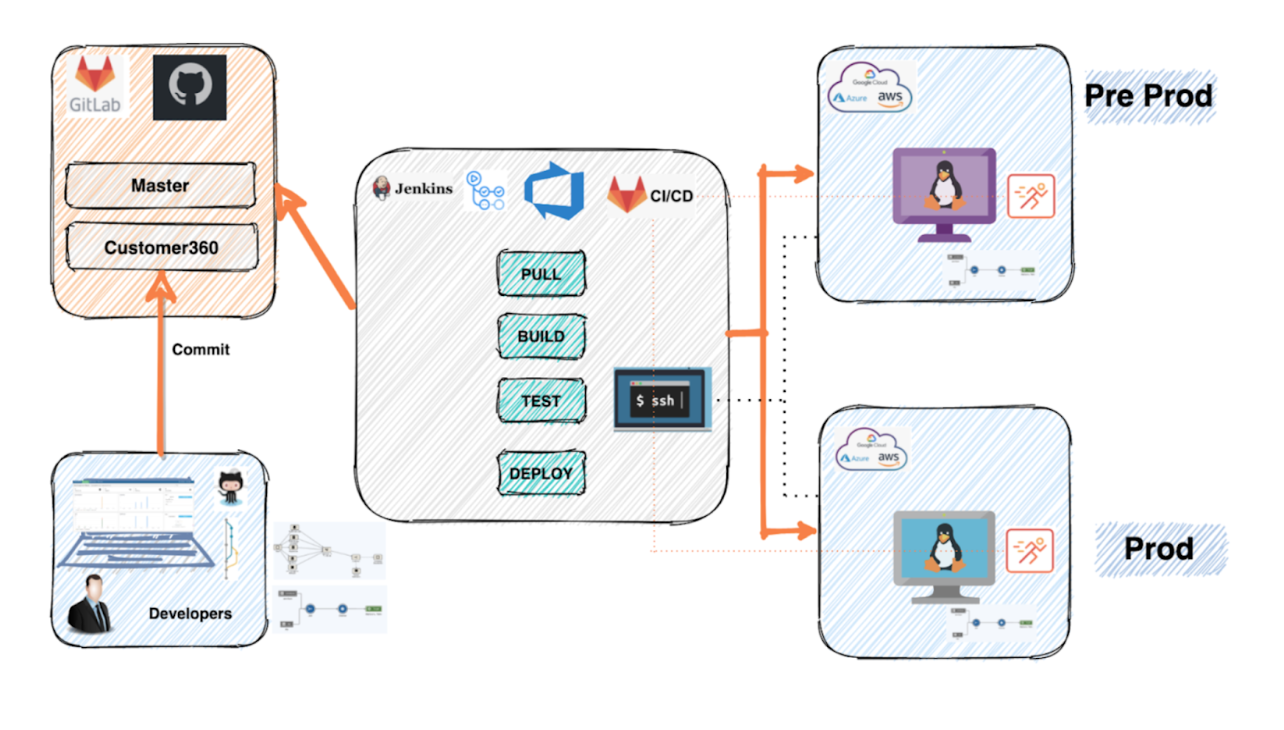 GitLab
Master
Customer360
Commit
Developers
Jenkins
CI/CD
PULL
BUILD
TEST
DEPLOY
$ ssh
Google Cloud
Azure
aws
Pre Prod
Google Cloud
Azure
aws
Prod